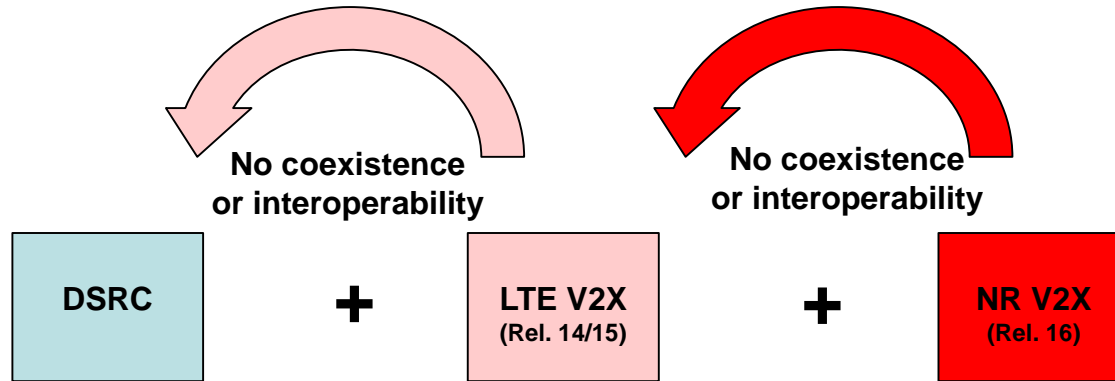 No coexistence
or interoperability
No coexistence
or interoperability
DSRC
+
LTE V2X
(Rel. 14/15)
+
NR V2X
(Rel. 16)